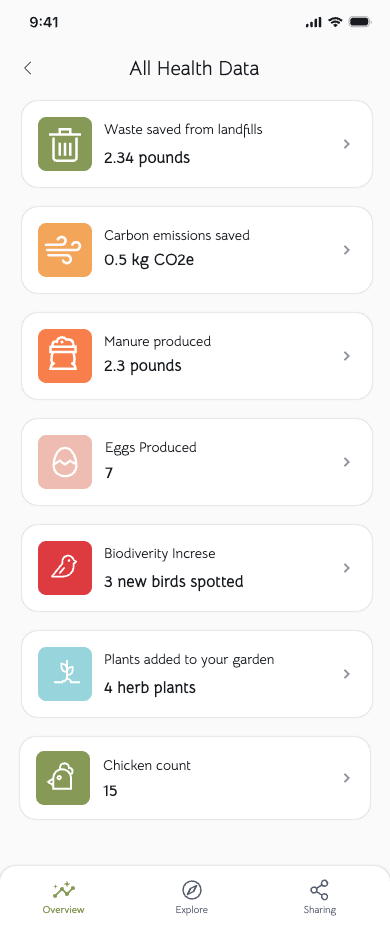 9:41
All Health Data
Waste saved from landfills
2.34 pounds
Carbon emissions saved
0.5 kg CO2e
Manure produced
2.3 pounds
Eggs Produced
7
Biodiverity Increse
3 new birds spotted
Plants added to your garden
4 herb plants
Chicken count
15
Overview
Explore
Sharing